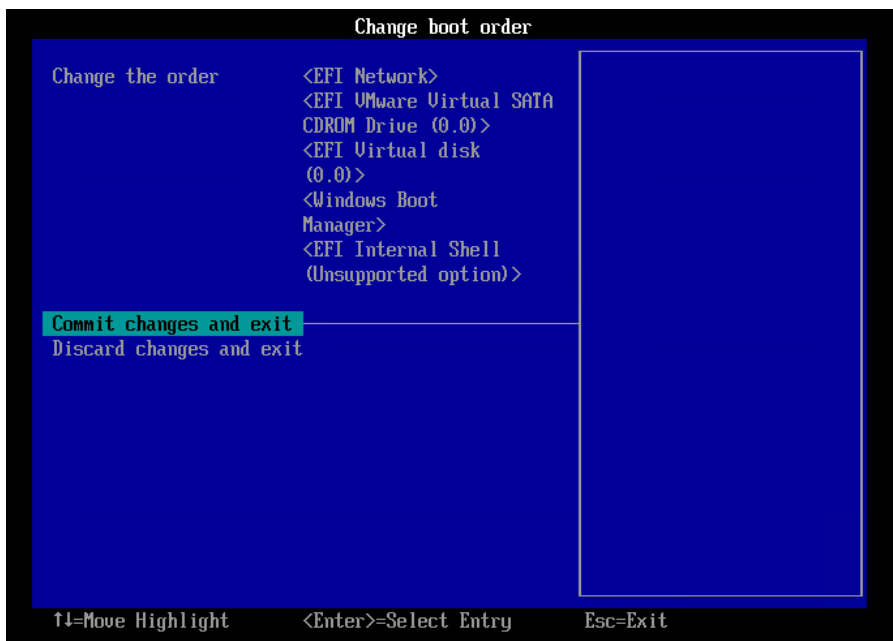 Change boot order
Change the order <EFI Network>
<EFI VMware Virtual SATA
CDROM Drive (0.0)>
<EFI Virtual disk
(0.0)>
<Windows Boot
Manager>
<EFI Internal Shell
(Unsupported option)>
Commit changes and exit
Discard changes and exit
↑↓=Move Highlight <Enter>=Select Entry Esc=Exit